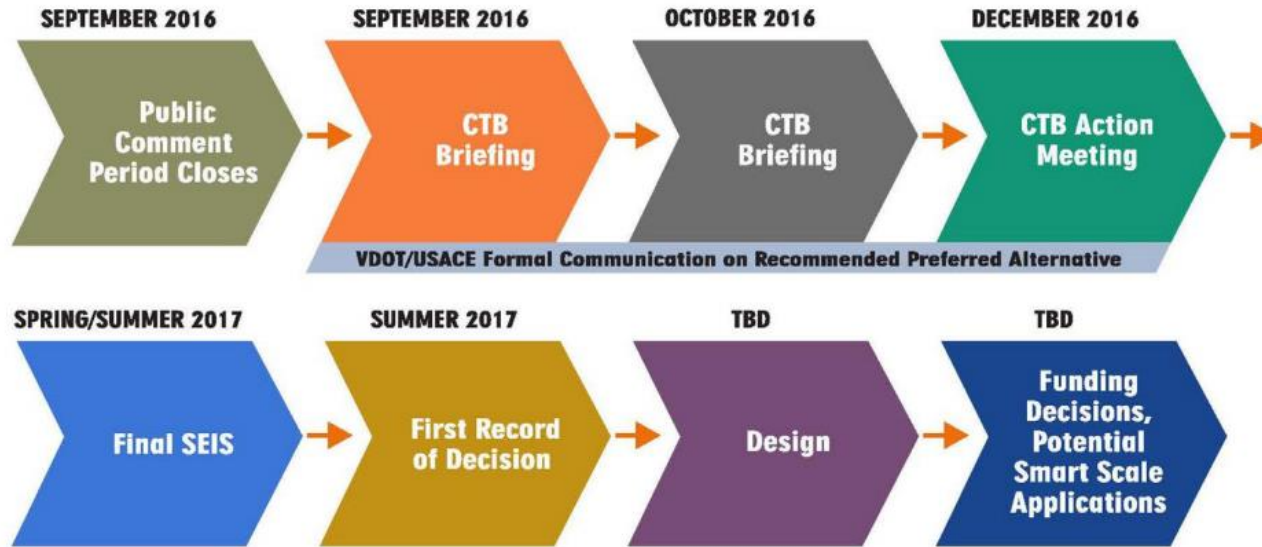 SEPTEMBER 2016
SEPTEMBER 2016
OCTOBER 2016
DECEMBER 2016
Public
Comment
Period Closes
CTB
Briefing
CTB
Briefing
CTB Action
Meeting
VDOT/USACE Formal Communication on Recommended Preferred Alternative
SPRING/SUMMER 2017
SUMMER 2017
TBD
TBD
Final SEIS
First Record
of Decision
Design
Funding
Decisions,
Potential
Smart Scale
Applications